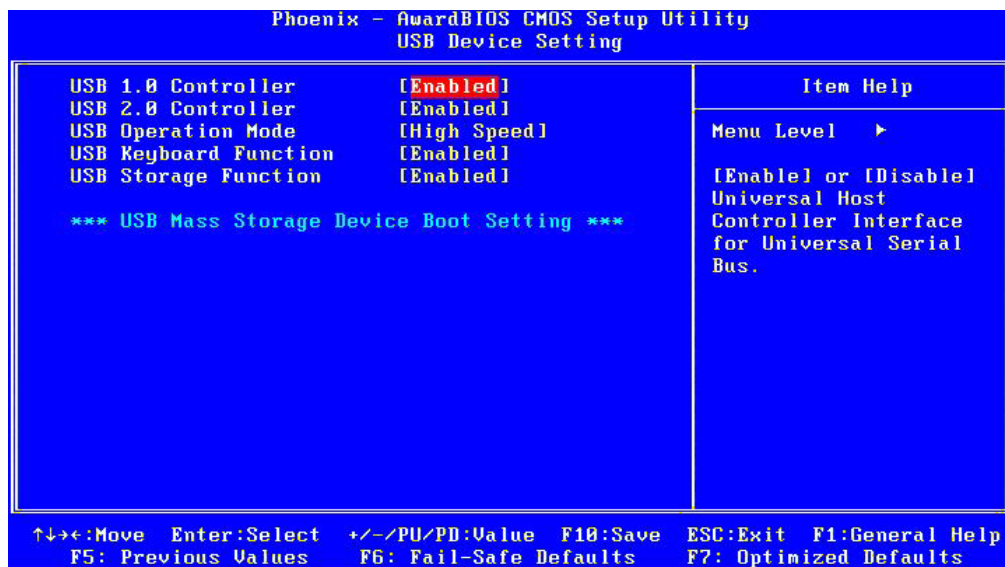 Phoenix - AwardBIOS CMOS Setup Utility
USB Device Setting
USB 1.0 Controller [Enabled]
USB 2.0 Controller [Enabled]
USB Operation Mode [High Speed]
USB Keyboard Function [Enabled]
USB Storage Function [Enabled]
*** USB Mass Storage Device Boot Setting ***
Item Help
Menu Level ►
[Enable] or [Disable]
Universal Host
Controller Interface
for Universal Serial
Bus.
↑↓→←:Move Enter:Select +/-/PU/PD:Value F10:Save ESC:Exit F1:General Help
F5: Previous Values F6: Fail-Safe Defaults F7: Optimized Defaults